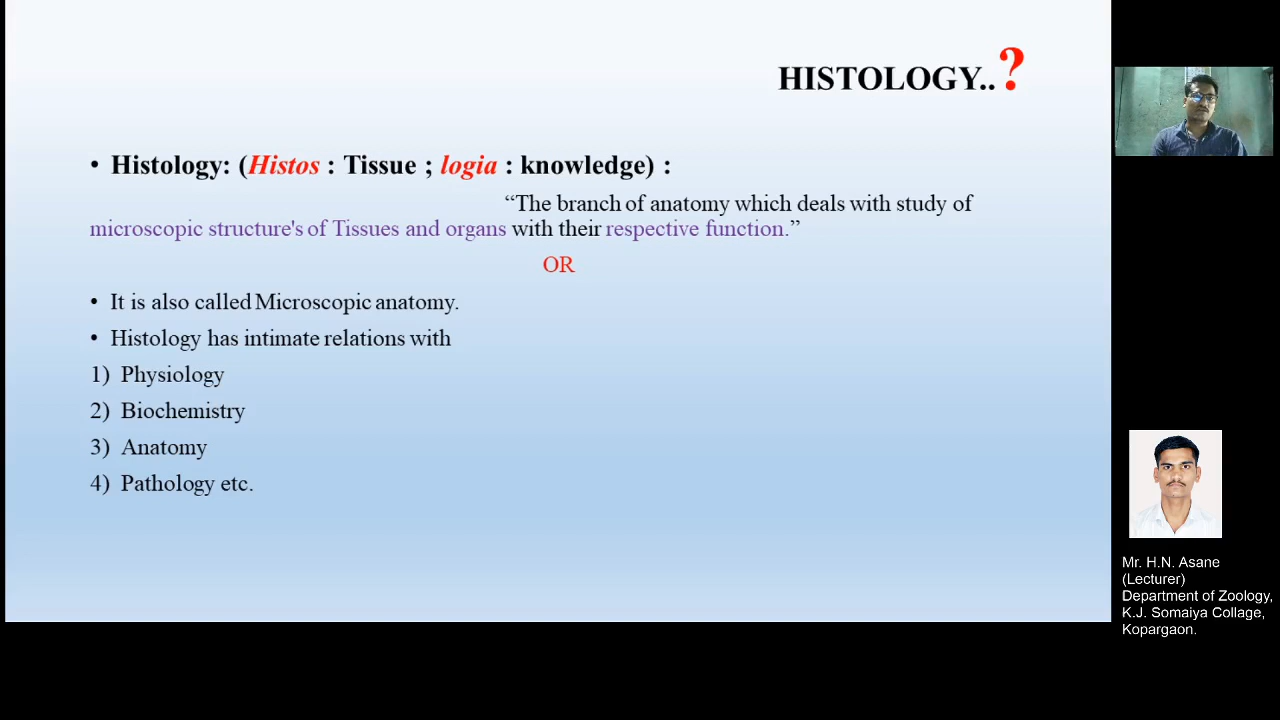 HISTOLOGY..?
• Histology: (Histos : Tissue ; logia : knowledge) :
“The branch of anatomy which deals with study of
microscopic structure's of Tissues and organs with their respective function.”
OR
• It is also called Microscopic anatomy.
• Histology has intimate relations with
1) Physiology
2) Biochemistry
3) Anatomy
4) Pathology etc.
Mr. H.N. Asane
(Lecturer)
Department of Zoology,
K.J. Somaiya Collage,
Kopargaon.